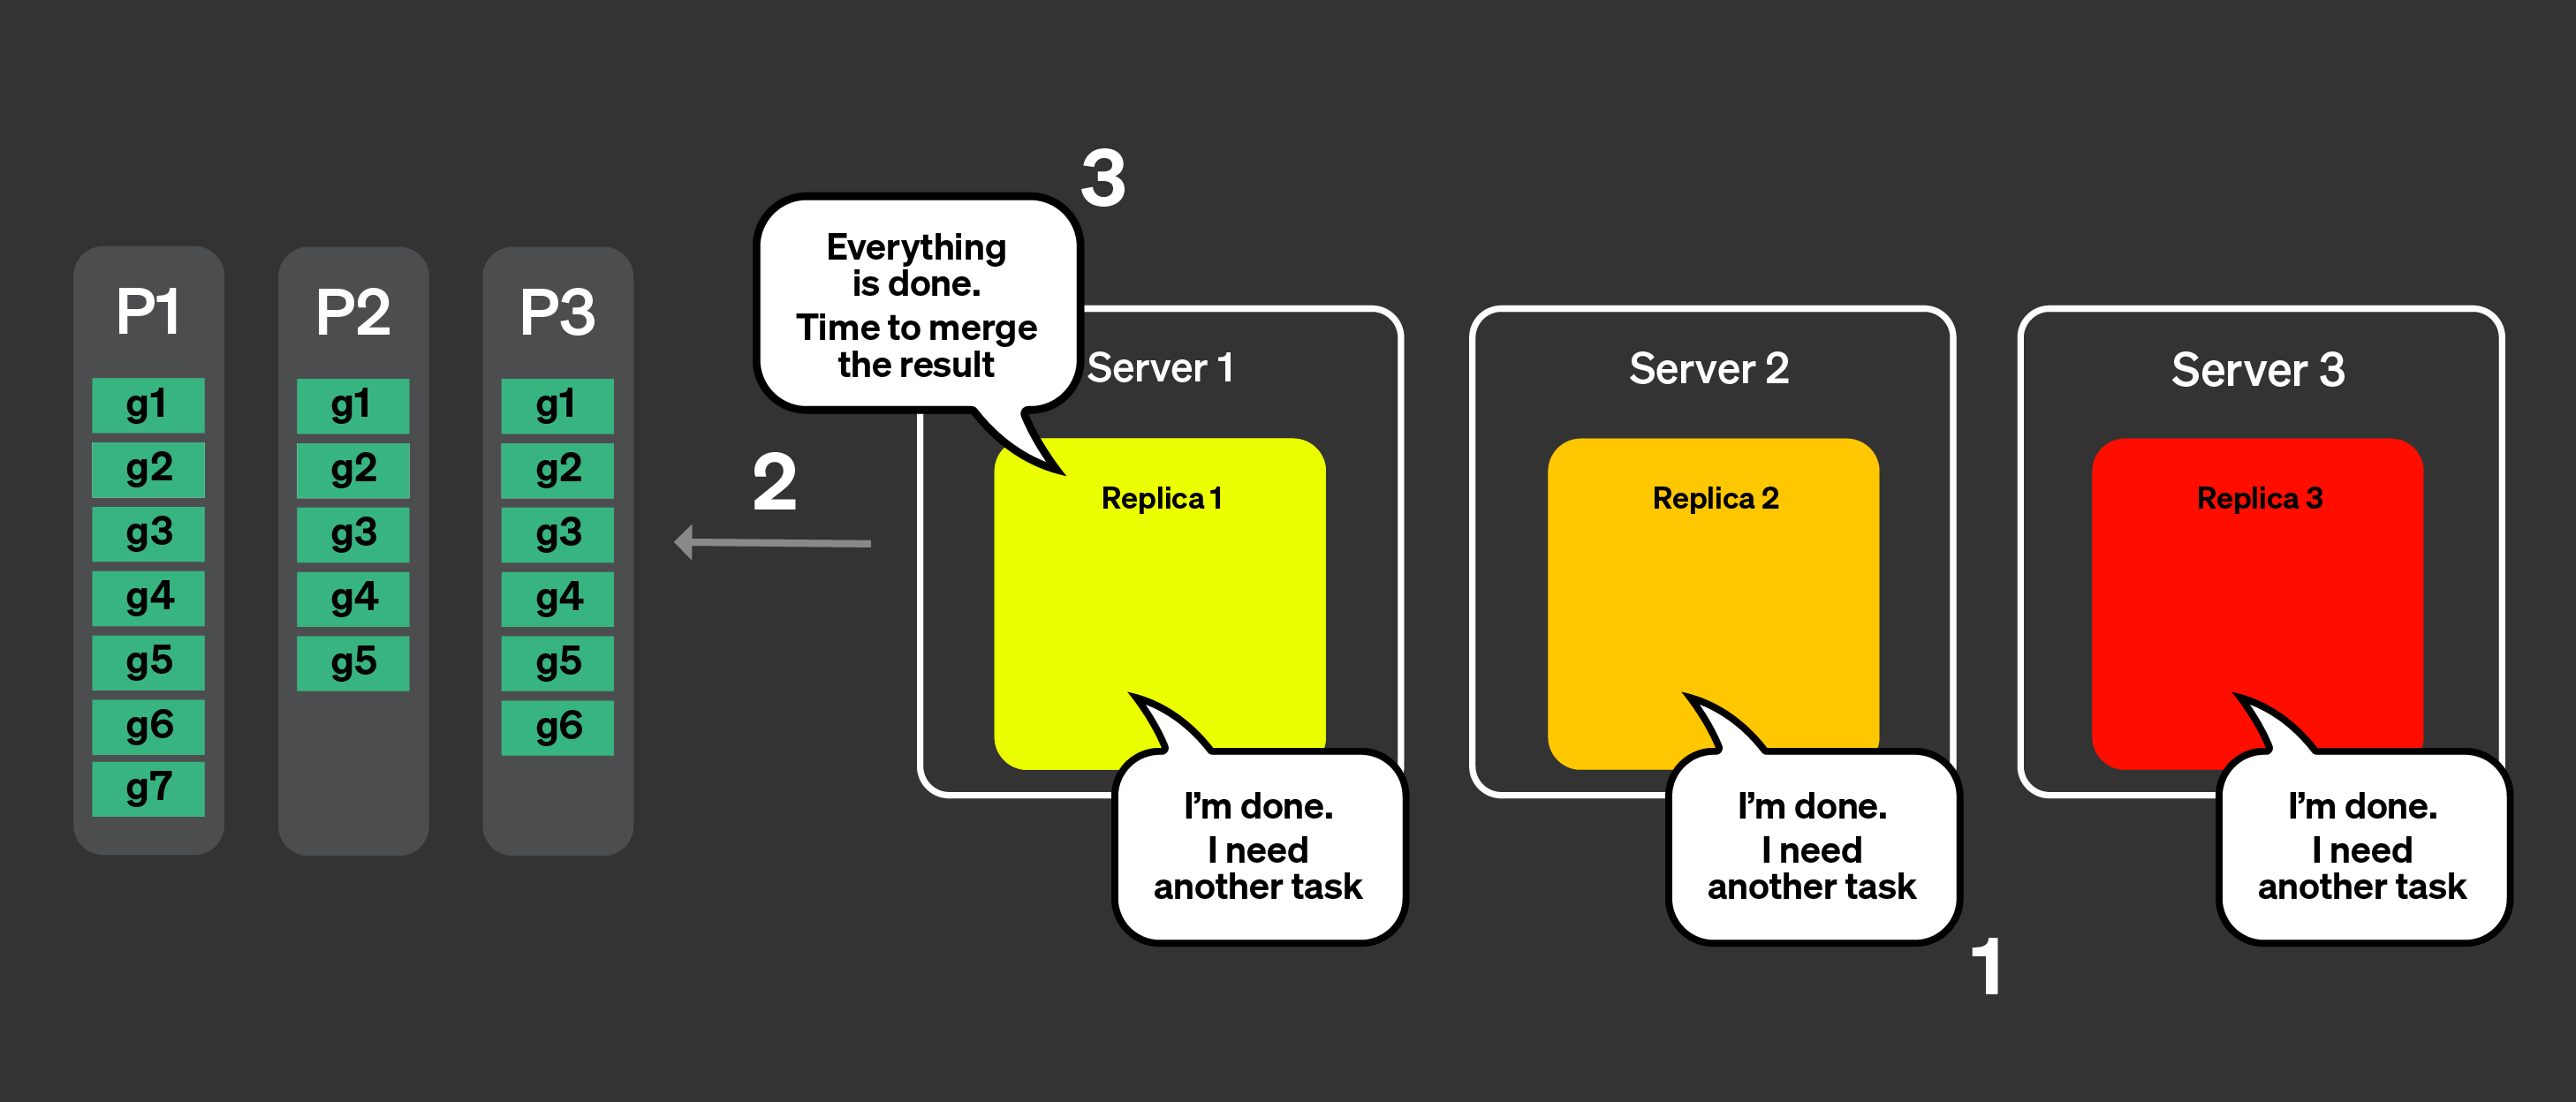 P1
g1
g2
g3
g4
g5
g6
g7
P2
g1
g2
g3
g4
g5
P3
g1
g2
g3
g4
g5
g6
2
3
Everything
is done.
Time to merge
the result
Server 1
Replica 1
I’m done.
I need
another task
Server 2
Replica 2
I’m done.
I need
another task
1
Server 3
Replica 3
I’m done.
I need
another task